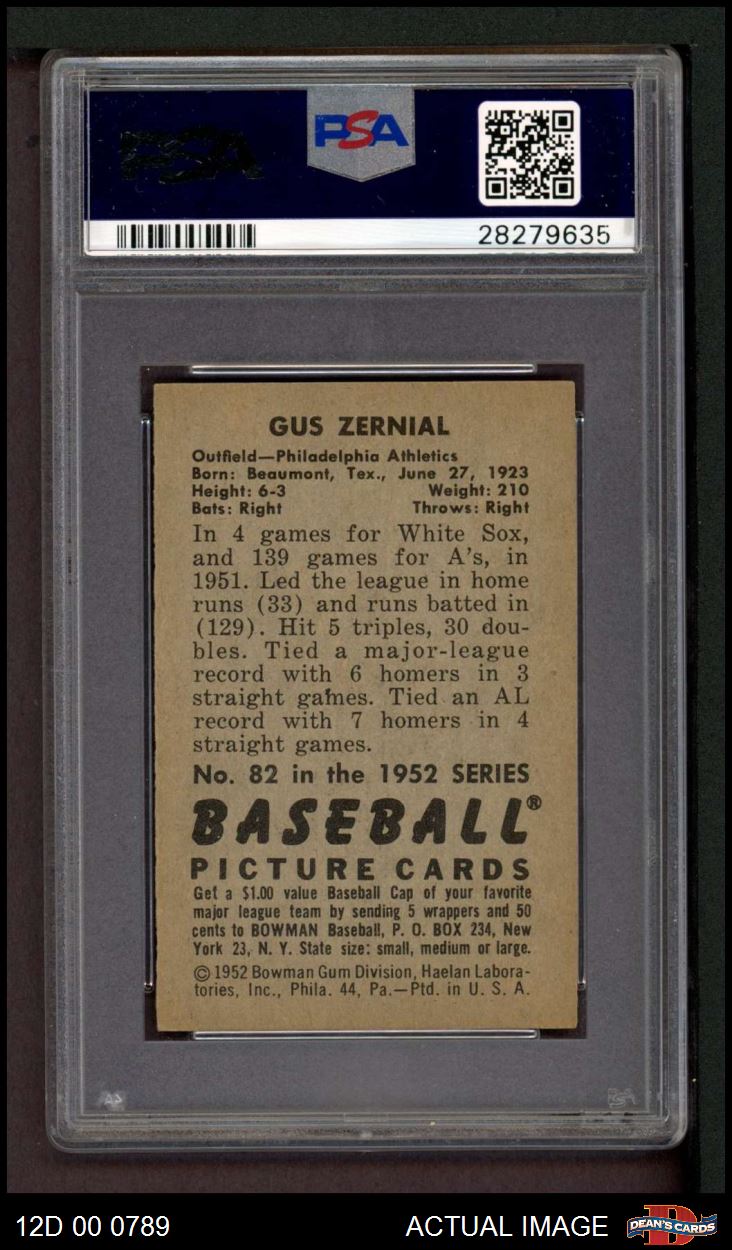 PSA
PSA
28279635
GUS ZERNIAL
Outfield—Philadelphia Athletics
Born: Beaumont, Tex., June 27, 1923
Height: 6-3 Weight: 210
Bats: Right Throws: Right
In 4 games for White Sox,
and 139 games for A's, in
1951. Led the league in home
runs (33) and runs batted in
(129). Hit 5 triples, 30 dou-
bles. Tied a major-league
record with 6 homers in 3
straight games. Tied an AL
record with 7 homers in 4
straight games.
No. 82 in the 1952 SERIES
BASEBALL®
PICTURE CARDS
Get a $1.00 value Baseball Cap of your favorite
major league team by sending 5 wrappers and 50
cents to BOWMAN Baseball, P. O. BOX 234, New
York 23, N. Y. State size: small, medium or large.
© 1952 Bowman Gum Division, Haelan Labora-
tories, Inc., Phila. 44, Pa.—Ptd. in U. S. A.
12D 00 0789 ACTUAL IMAGE DEAN'S CARDS